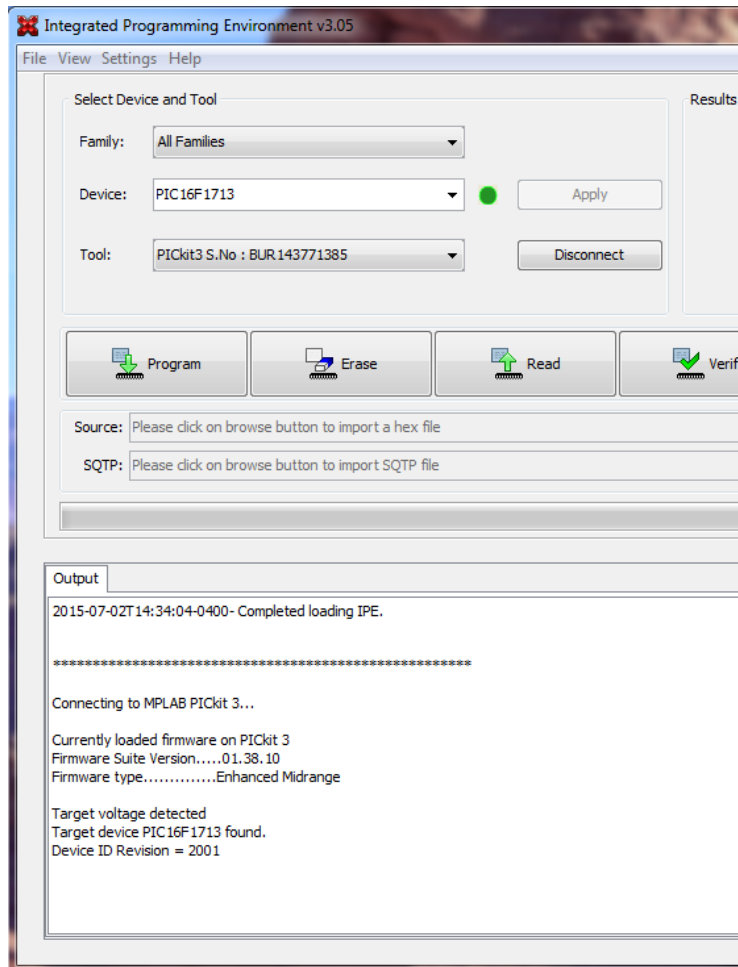 Integrated Programming Environment v3.05
File View Settings Help
Select Device and Tool
Results
Family: All Families
Device: PIC16F1713 Apply
Tool: PICkit3 S.No : BUR143771385 Disconnect
Program Erase Read Verif
Source: Please click on browse button to import a hex file
SQTP: Please click on browse button to import SQTP file
Output
2015-07-02T14:34:04-0400- Completed loading IPE.
*****************************************************
Connecting to MPLAB PICkit 3...
Currently loaded firmware on PICkit 3
Firmware Suite Version.....01.38.10
Firmware type..............Enhanced Midrange
Target voltage detected
Target device PIC16F1713 found.
Device ID Revision = 2001